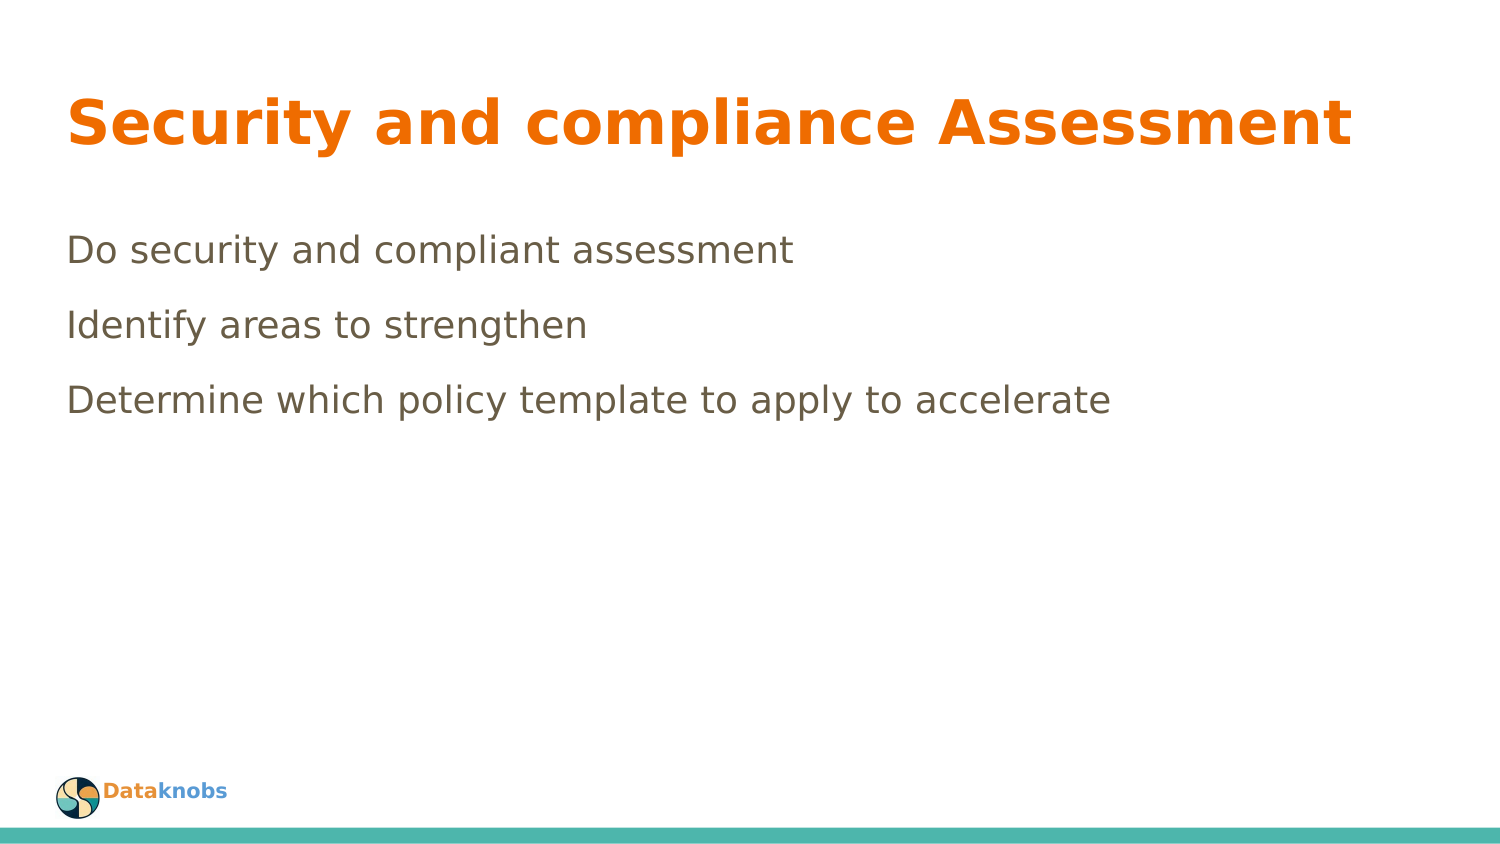 Security and compliance Assessment
Do security and compliant assessment
Identify areas to strengthen
Determine which policy template to apply to accelerate
Dataknobs